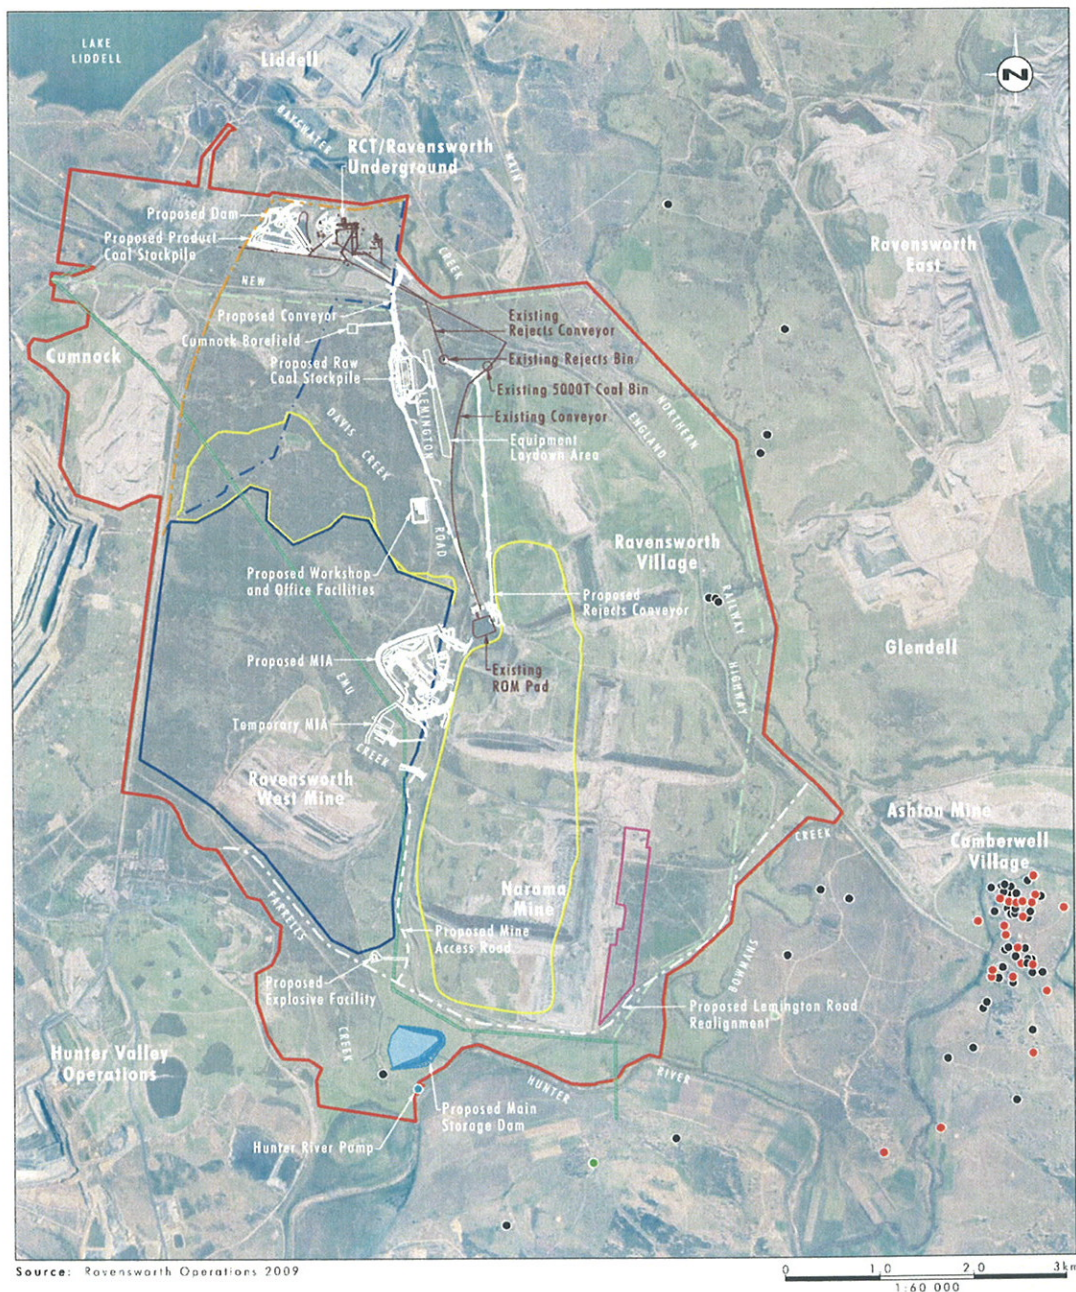 LAKE
LIDDELL
Liddell
N
BAYSWATER
RCT/Ravensworth
Underground
MAIN
Proposed Dam
Proposed Product
Coal Stockpile
CREEK
Ravensworth
East
NEW
Proposed Conveyor
Cumnock Borefield
Existing
Rejects Conveyor
Cumnock
Proposed Raw
Coal Stockpile
Existing Rejects Bin
Existing 5000T Coal Bin
LEMINGTON
Existing Conveyor
NORTHERN
DAVIS
CREEK
ENGLAND
Equipment
Laydown Area
ROAD
Ravensworth
Village
Proposed Workshop
and Office Facilities
Proposed
Rejects Conveyor
RAILWAY
Glendell
Proposed MIA
EMU
Existing
ROM Pad
HIGHWAY
Temporary MIA
CREEK
Ravensworth
West Mine
Ashton Mine
CREEK
Camberwell
Village
Narama
Mine
FARRELLS
Proposed Mine
Access Road
BOWMANS
Proposed
Explosive Facility
Proposed Lemington Road
Realignment
CREEK
Hunter Valley
Operations
HUNTER
RIVER
Proposed Main
Storage Dam
Hunter River Pump
Source: Ravensworth Operations 2009
0 1.0 2.0 3km
1:60 000